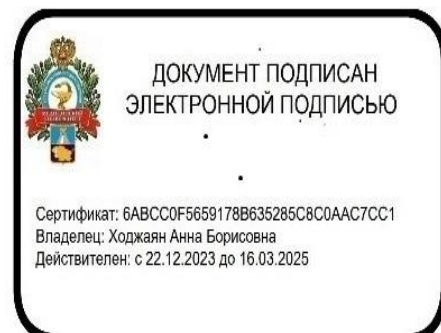 ДОКУМЕНТ ПОДПИСАН
ЭЛЕКТРОННОЙ ПОДПИСЬЮ
Сертификат: 6ABCC0F5659178B635285C8C0AAC7CC1
Владелец: Ходжаян Анна Борисовна
Действителен: с 22.12.2023 до 16.03.2025